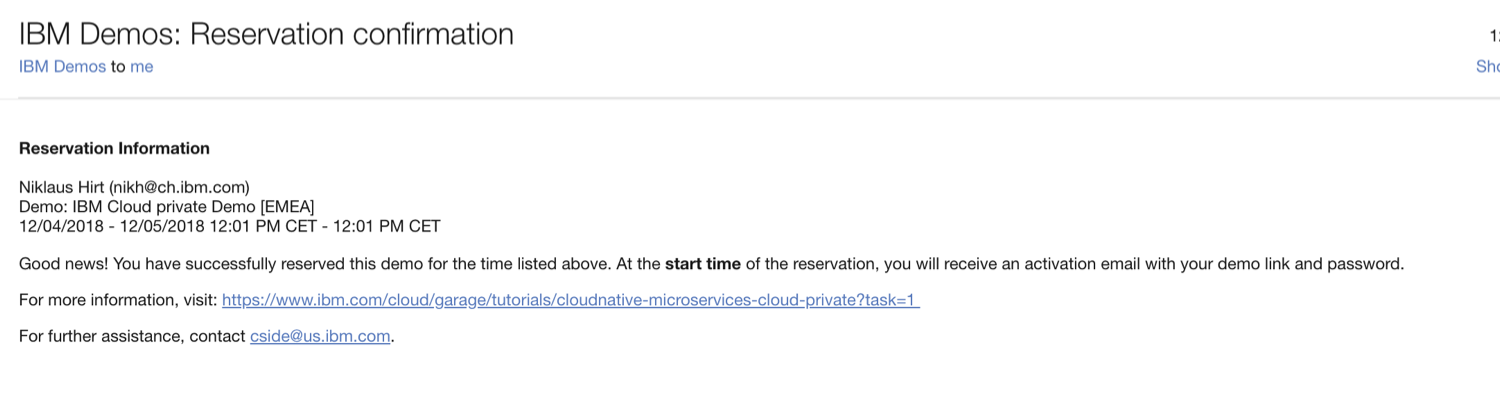 IBM Demos: Reservation confirmation
IBM Demos to me
Reservation Information
Niklaus Hirt (nikh@ch.ibm.com)
Demo: IBM Cloud private Demo [EMEA]
12/04/2018 - 12/05/2018 12:01 PM CET - 12:01 PM CET
Good news! You have successfully reserved this demo for the time listed above. At the start time of the reservation, you will receive an activation email with your demo link and password.
For more information, visit: https://www.ibm.com/cloud/garage/tutorials/cloudnative-microservices-cloud-private?task=1
For further assistance, contact cside@us.ibm.com.